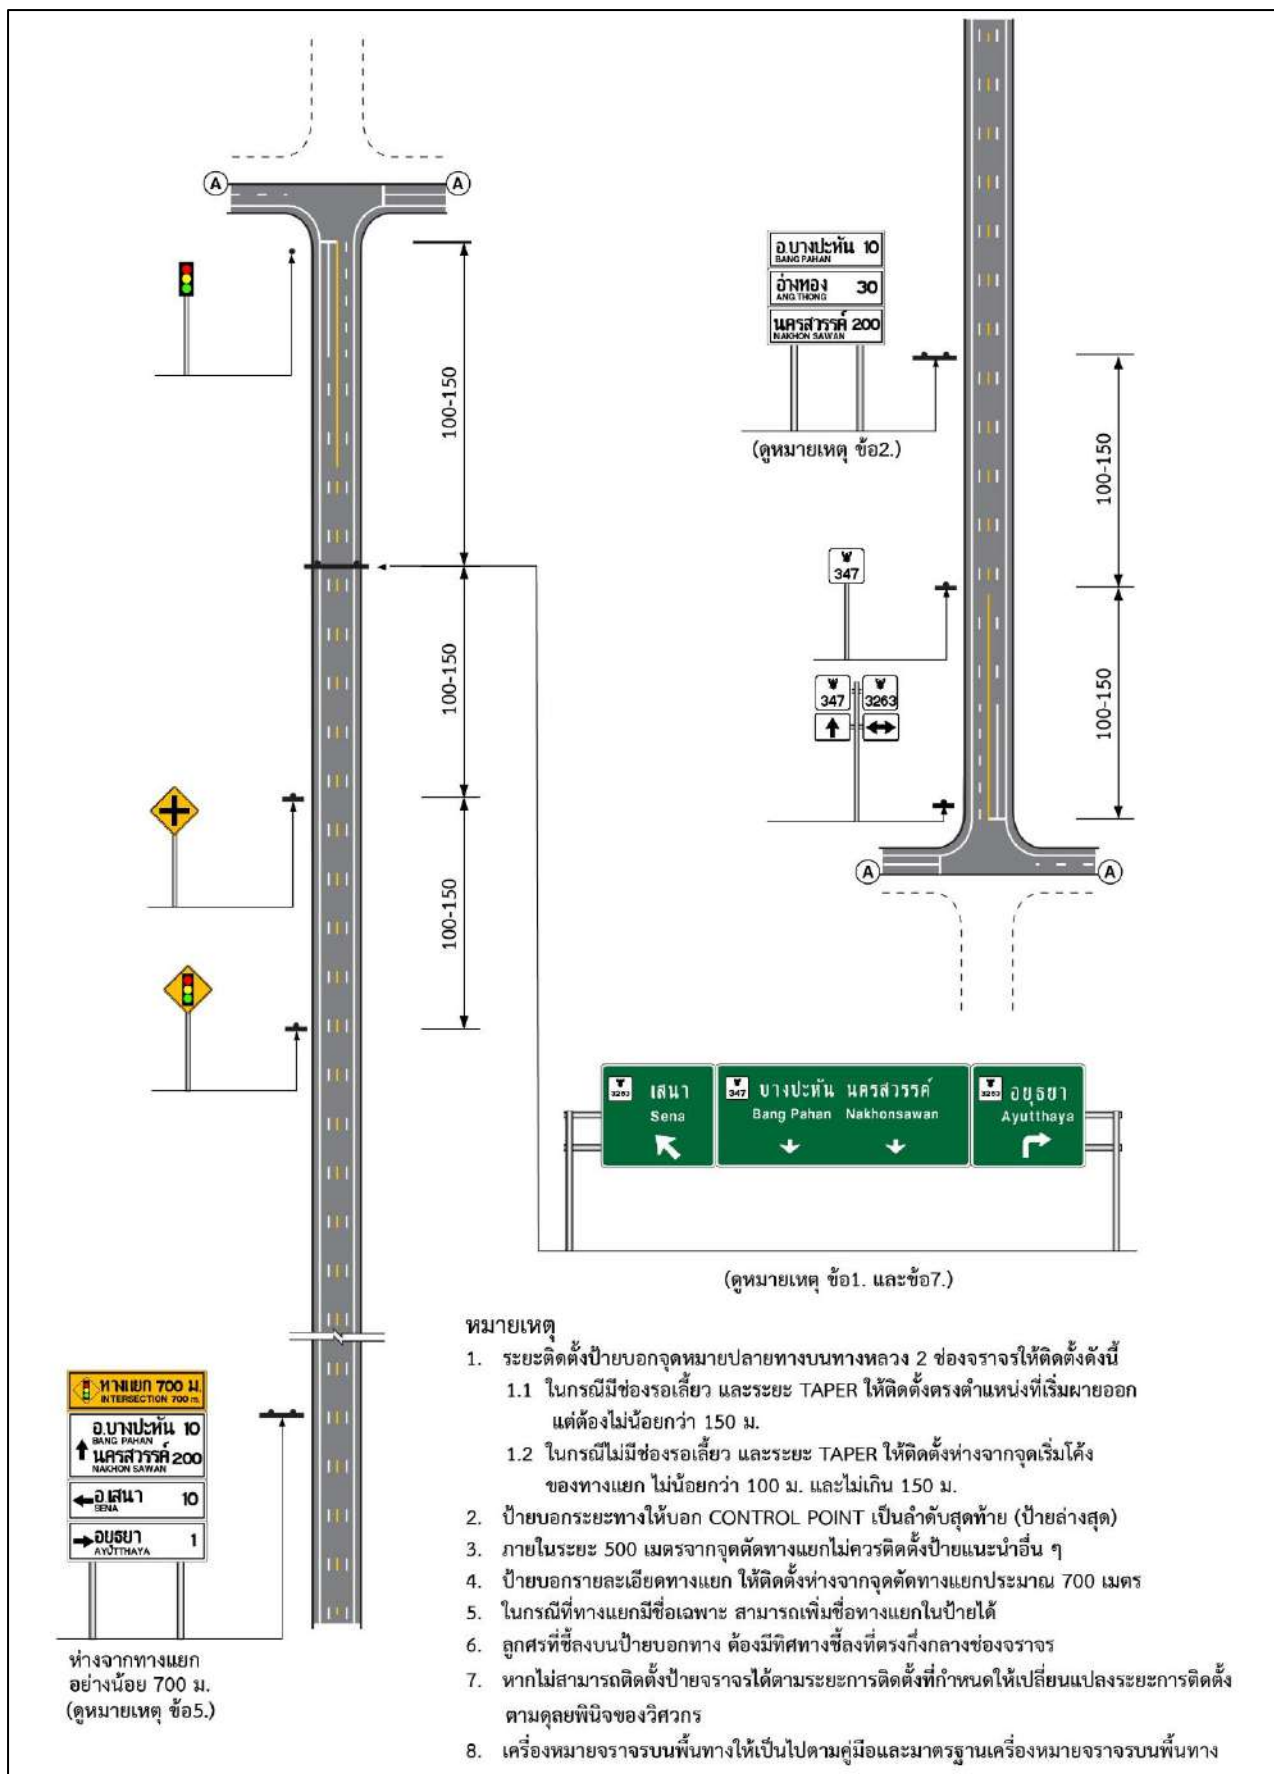 A
A
100-150
100-150
100-150
ทางแยก 700 ม.
INTERSECTION 700 m.
อ.บางปะหัน 10
BANG PAHAN
นครสวรรค์ 200
NAKHON SAWAN
อ.เสนา 10
SENA
อยุธยา 1
AYUTTHAYA
ห่างจากทางแยก
อย่างน้อย 700 ม.
(ดูหมายเหตุ ข้อ5.)
อ.บางปะหัน 10
BANG PAHAN
อ่างทอง 30
ANG THONG
นครสวรรค์ 200
NAKHON SAWAN
(ดูหมายเหตุ ข้อ2.)
100-150
347
347 3263
100-150
A
A
3263 เสนา
Sena
347 บางปะหัน นครสวรรค์
Bang Pahan Nakhonsawan
3263 อยุธยา
Ayutthaya
(ดูหมายเหตุ ข้อ1. และข้อ7.)
หมายเหตุ
1. ระยะติดตั้งป้ายบอกจุดหมายปลายทางบนทางหลวง 2 ช่องจราจรให้ติดตั้งดังนี้
1.1 ในกรณีมีช่องรอเลี้ยว และระยะ TAPER ให้ติดตั้งตรงตำแหน่งที่เริ่มผายออก
แต่ต้องไม่น้อยกว่า 150 ม.
1.2 ในกรณีไม่มีช่องรอเลี้ยว และระยะ TAPER ให้ติดตั้งห่างจากจุดเริ่มโค้ง
ของทางแยก ไม่น้อยกว่า 100 ม. และไม่เกิน 150 ม.
2. ป้ายบอกระยะทางให้บอก CONTROL POINT เป็นลำดับสุดท้าย (ป้ายล่างสุด)
3. ภายในระยะ 500 เมตรจากจุดตัดทางแยกไม่ควรติดตั้งป้ายแนะนำอื่น ๆ
4. ป้ายบอกรายละเอียดทางแยก ให้ติดตั้งห่างจากจุดตัดทางแยกประมาณ 700 เมตร
5. ในกรณีที่ทางแยกมีชื่อเฉพาะ สามารถเพิ่มชื่อทางแยกในป้ายได้
6. ลูกศรที่ชี้ลงบนป้ายบอกทาง ต้องมีทิศทางชี้ลงที่ตรงกึ่งกลางช่องจราจร
7. หากไม่สามารถติดตั้งป้ายจราจรได้ตามระยะการติดตั้งที่กำหนดให้เปลี่ยนแปลงระยะการติดตั้ง
ตามดุลยพินิจของวิศวกร
8. เครื่องหมายจราจรบนพื้นทางให้เป็นไปตามคู่มือและมาตรฐานเครื่องหมายจราจรบนพื้นทาง